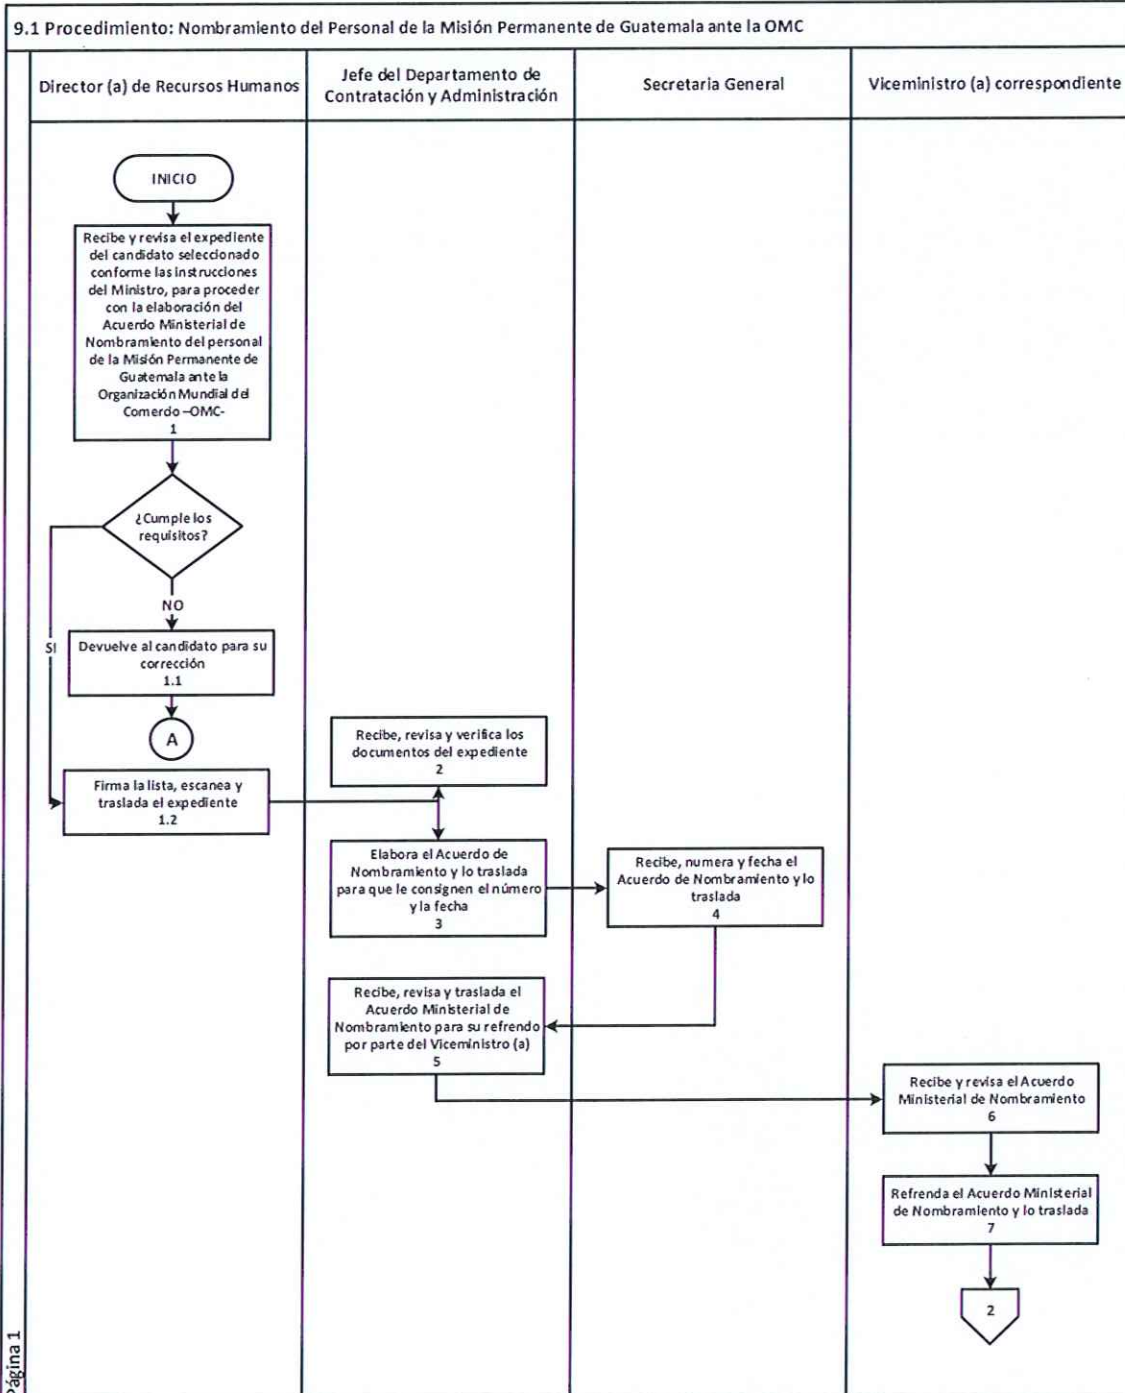 9.1 Procedimiento: Nombramiento del Personal de la Misión Permanente de Guatemala ante la OMC
Director (a) de Recursos Humanos
Jefe del Departamento de
Contratación y Administración
Secretaria General
Viceministro (a) correspondiente
INICIO
Recibe y revisa el expediente
del candidato seleccionado
conforme las instrucciones
del Ministro, para proceder
con la elaboración del
Acuerdo Ministerial de
Nombramiento del personal
de la Misión Permanente de
Guatemala ante la
Organización Mundial del
Comercio –OMC-
1
¿Cumple los
requisitos?
NO
SI
Devuelve al candidato para su
corrección
1.1
A
Firma la lista, escanea y
traslada el expediente
1.2
Recibe, revisa y verifica los
documentos del expediente
2
Elabora el Acuerdo de
Nombramiento y lo traslada
para que le consignen el número
y la fecha
3
Recibe, numera y fecha el
Acuerdo de Nombramiento y lo
traslada
4
Recibe, revisa y traslada el
Acuerdo Ministerial de
Nombramiento para su refrendo
por parte del Viceministro (a)
5
Recibe y revisa el Acuerdo
Ministerial de Nombramiento
6
Refrenda el Acuerdo Ministerial
de Nombramiento y lo traslada
7
2
Página 1